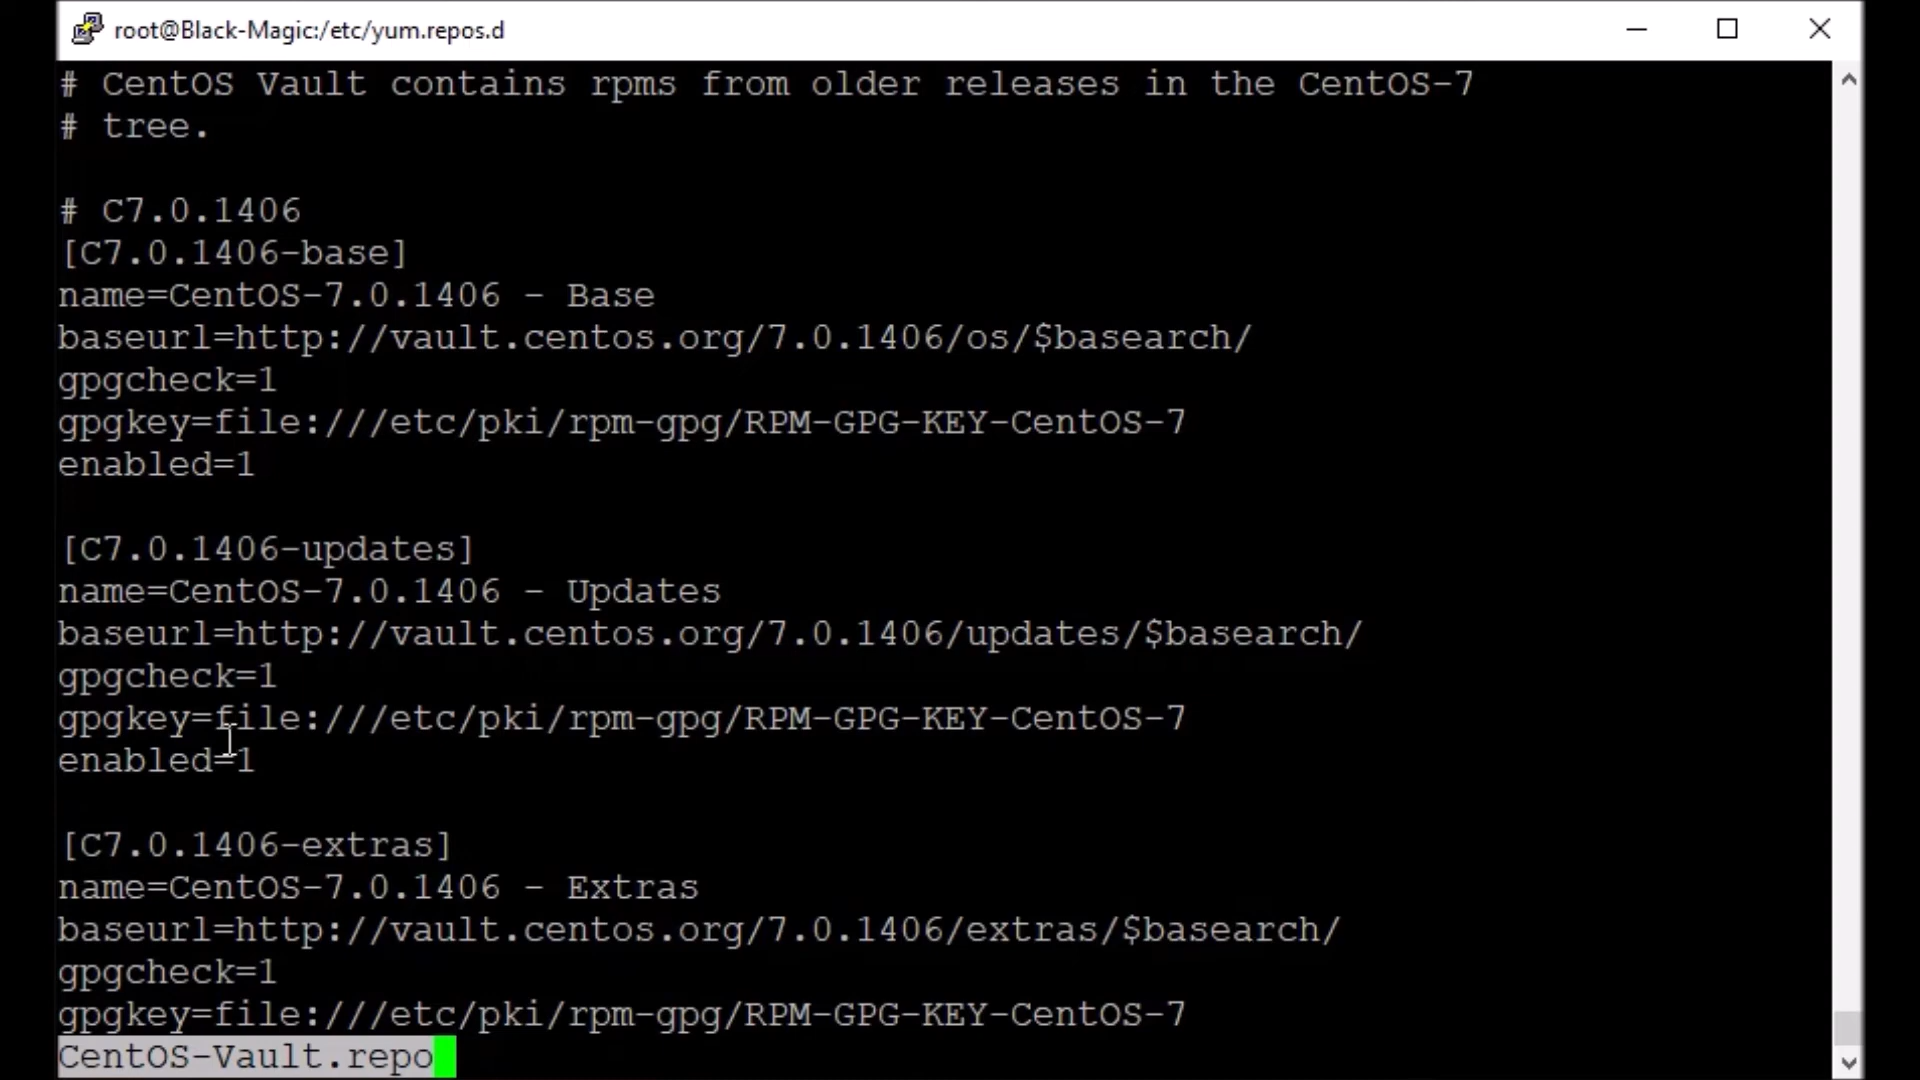 root@Black-Magic:/etc/yum.repos.d
# CentOS Vault contains rpms from older releases in the CentOS-7
# tree.
# C7.0.1406
[C7.0.1406-base]
name=CentOS-7.0.1406 - Base
baseurl=http://vault.centos.org/7.0.1406/os/$basearch/
gpgcheck=1
gpgkey=file:///etc/pki/rpm-gpg/RPM-GPG-KEY-CentOS-7
enabled=1
[C7.0.1406-updates]
name=CentOS-7.0.1406 - Updates
baseurl=http://vault.centos.org/7.0.1406/updates/$basearch/
gpgcheck=1
gpgkey=file:///etc/pki/rpm-gpg/RPM-GPG-KEY-CentOS-7
enabled=1
[C7.0.1406-extras]
name=CentOS-7.0.1406 - Extras
baseurl=http://vault.centos.org/7.0.1406/extras/$basearch/
gpgcheck=1
gpgkey=file:///etc/pki/rpm-gpg/RPM-GPG-KEY-CentOS-7
CentOS-Vault.repo